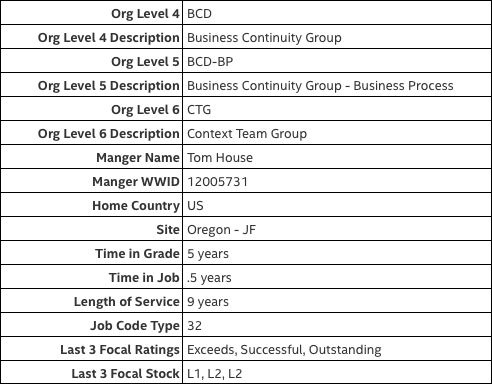 Org Level 4 BCD
Org Level 4 Description Business Continuity Group
Org Level 5 BCD-BP
Org Level 5 Description Business Continuity Group - Business Process
Org Level 6 CTG
Org Level 6 Description Context Team Group
Manger Name Tom House
Manger WWID 12005731
Home Country US
Site Oregon - JF
Time in Grade 5 years
Time in Job .5 years
Length of Service 9 years
Job Code Type 32
Last 3 Focal Ratings Exceeds, Successful, Outstanding
Last 3 Focal Stock L1, L2, L2